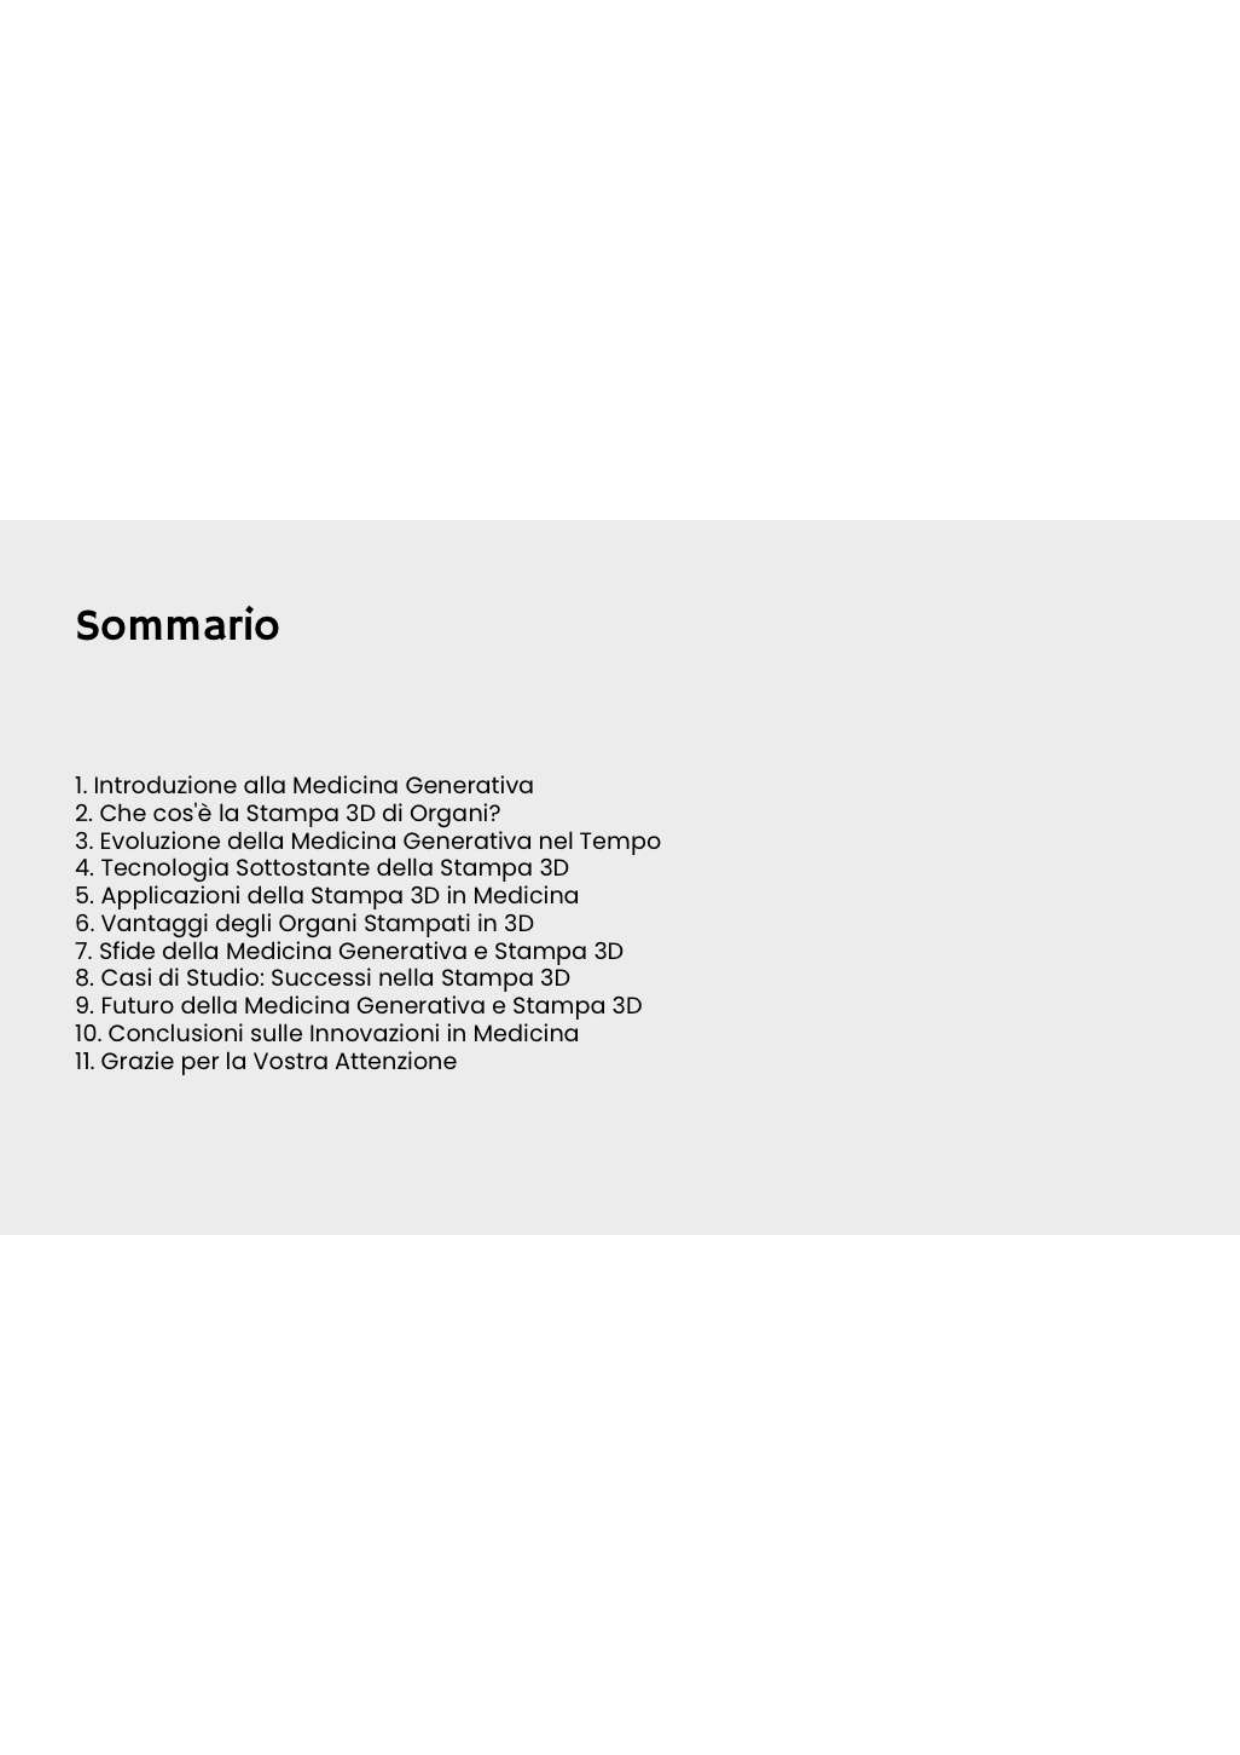 Sommario
1. Introduzione alla Medicina Generativa
2. Che cos'è la Stampa 3D di Organi?
3. Evoluzione della Medicina Generativa nel Tempo
4. Tecnologia Sottostante della Stampa 3D
5. Applicazioni della Stampa 3D in Medicina
6. Vantaggi degli Organi Stampati in 3D
7. Sfide della Medicina Generativa e Stampa 3D
8. Casi di Studio: Successi nella Stampa 3D
9. Futuro della Medicina Generativa e Stampa 3D
10. Conclusioni sulle Innovazioni in Medicina
11. Grazie per la Vostra Attenzione